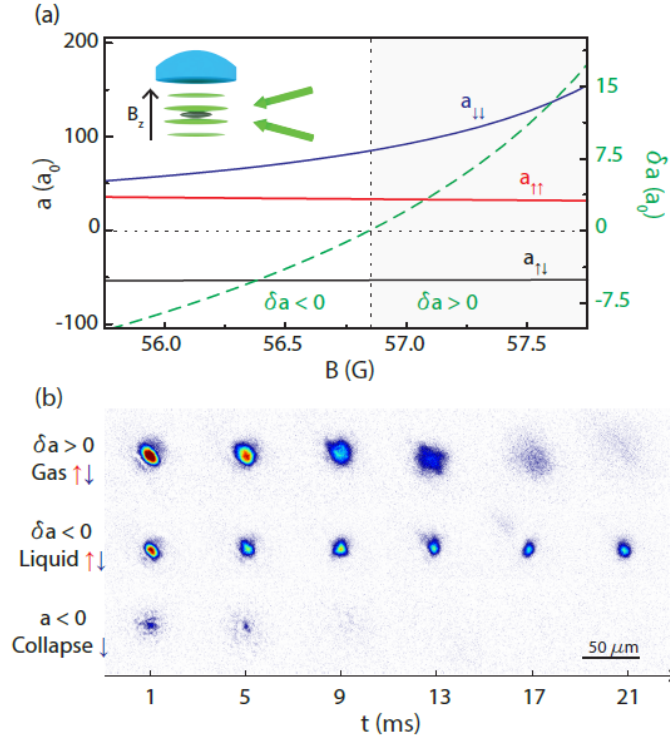 (a)
200
100
0
-100
a (a₀)
B_z
a↓↓
a↑↑
a↑↓
δa < 0
δa > 0
15
7.5
0
-7.5
δa (a₀)
56.0
56.5
57.0
57.5
B (G)
(b)
δa > 0
Gas ↑↓
δa < 0
Liquid ↑↓
a < 0
Collapse ↓
50 μm
1
5
9
13
17
21
t (ms)